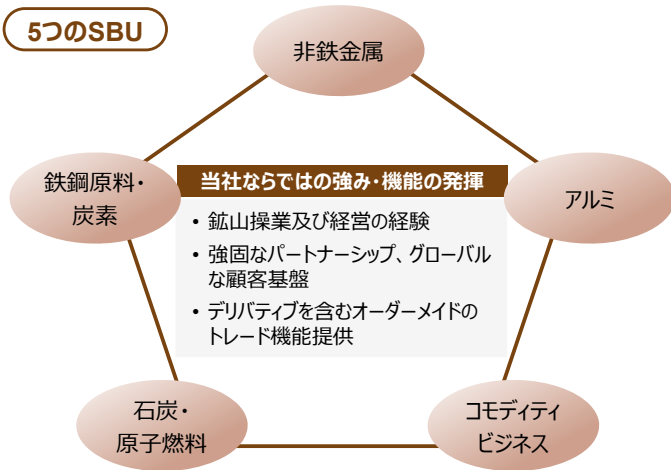 5つのSBU
非鉄金属
鉄鋼原料・
炭素
当社ならではの強み・機能の発揮
アルミ
• 鉱山操業及び経営の経験
• 強固なパートナーシップ、グローバル
な顧客基盤
• デリバティブを含むオーダーメイドの
トレード機能提供
石炭・
原子燃料
コモディティ
ビジネス